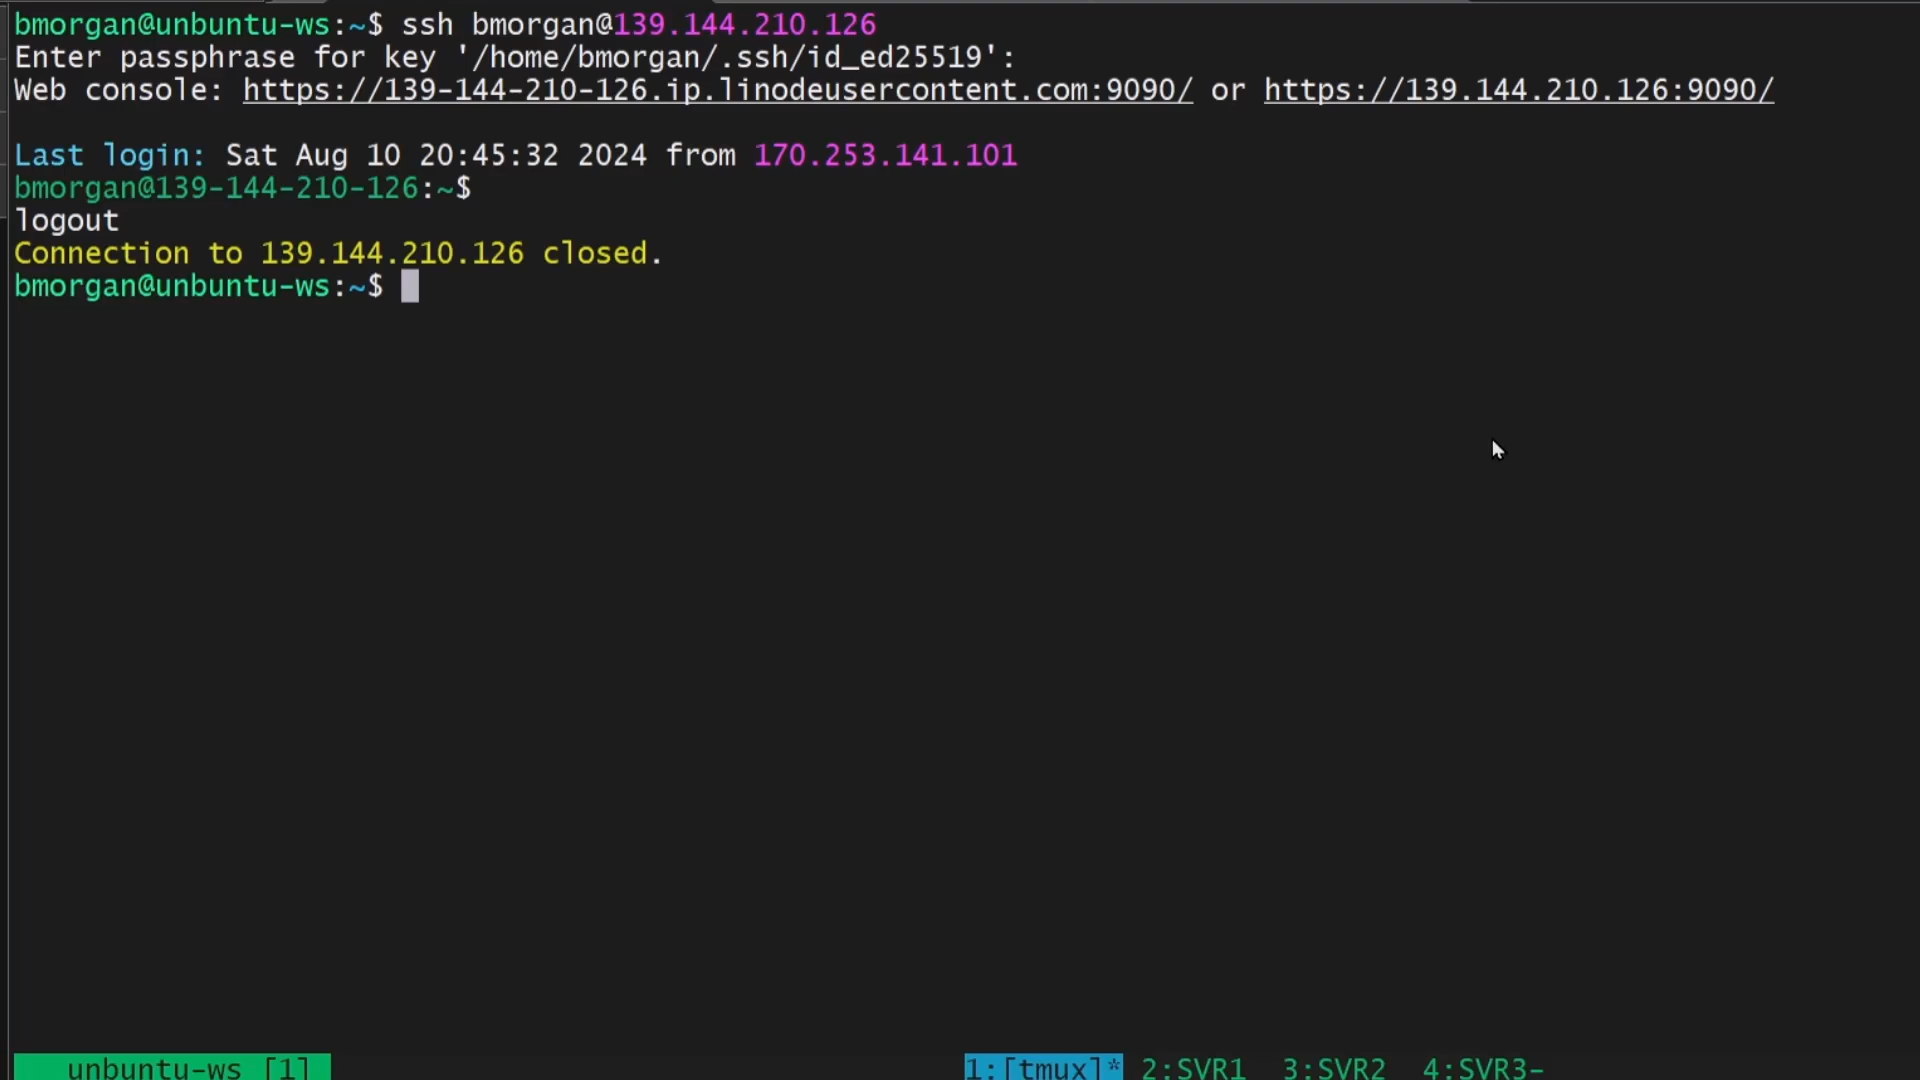 bmorgan@unbuntu-ws:~$ ssh bmorgan@139.144.210.126
Enter passphrase for key '/home/bmorgan/.ssh/id_ed25519':
Web console: https://139-144-210-126.ip.linodeusercontent.com:9090/ or https://139.144.210.126:9090/
Last login: Sat Aug 10 20:45:32 2024 from 170.253.141.101
bmorgan@139-144-210-126:~$
logout
Connection to 139.144.210.126 closed.
bmorgan@unbuntu-ws:~$
unbuntu-ws [1] 1:[tmux]* 2:SVR1 3:SVR2 4:SVR3-